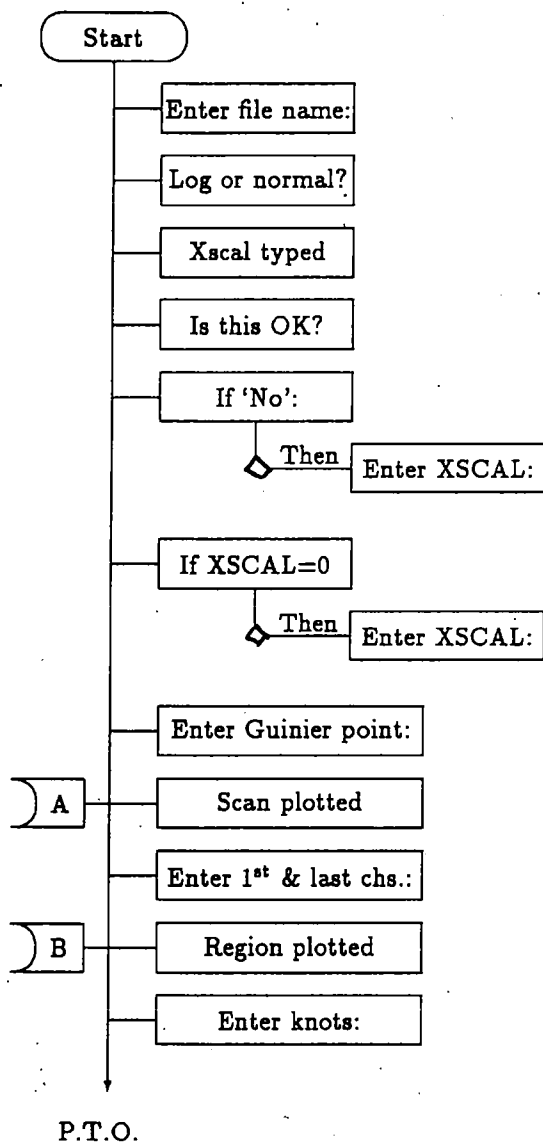 Start
Enter file name:
Log or normal?
Xscal typed
Is this OK?
If ‘No’:
Then
Enter XSCAL:
If XSCAL=0
Then
Enter XSCAL:
Enter Guinier point:
A
Scan plotted
Enter 1st & last chs.:
B
Region plotted
Enter knots:
P.T.O.